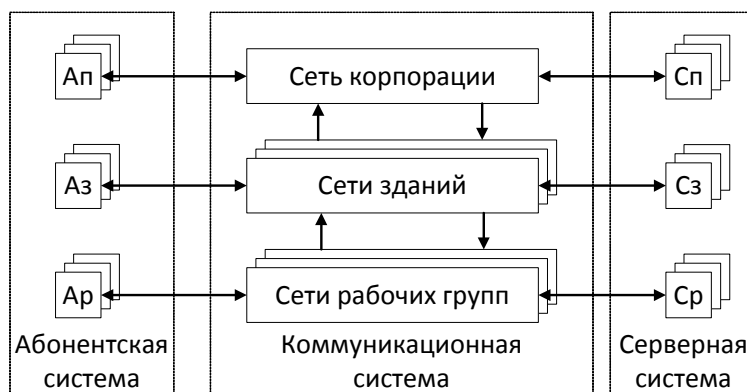 Ап
Сеть корпорации
Сп
Аз
Сети зданий
Сз
Ар
Сети рабочих групп
Ср
Абонентская
система
Коммуникационная
система
Серверная
система